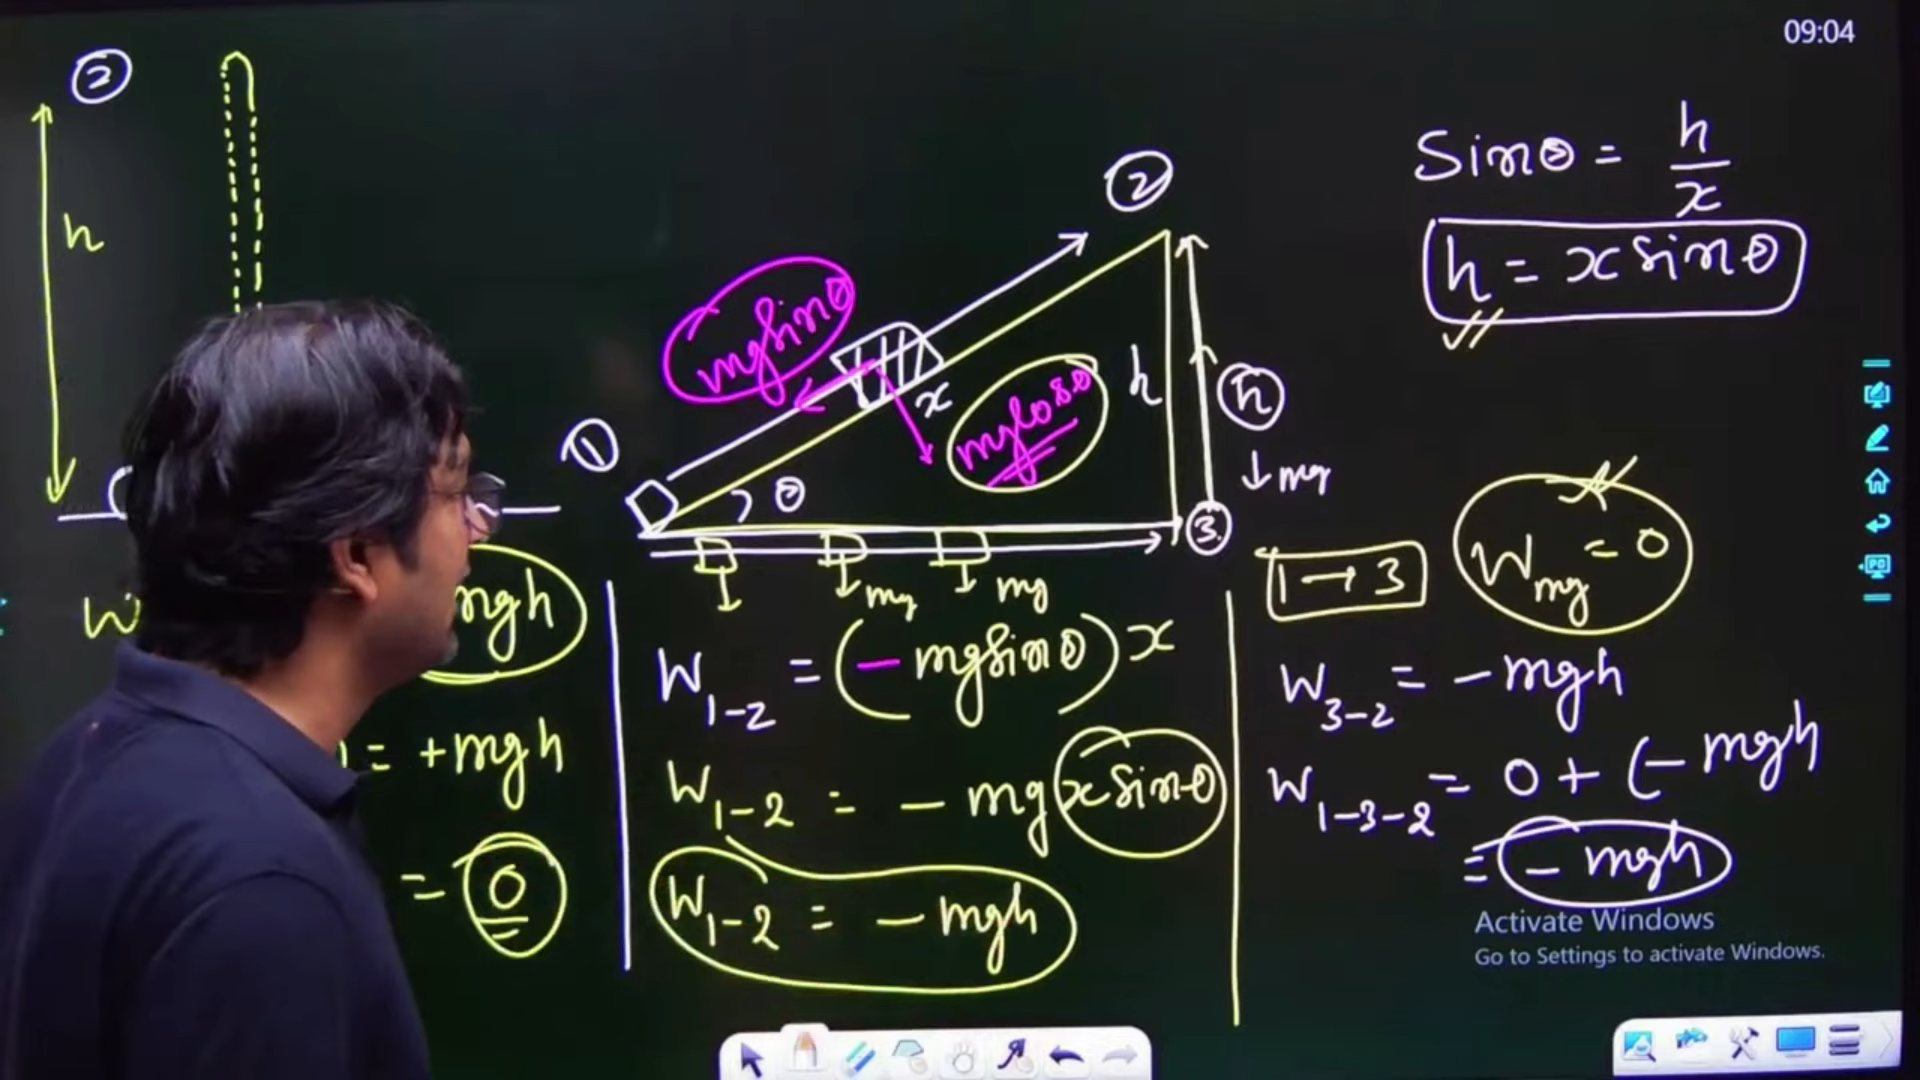 09:04
2
h
mgh
= +mgh
= 0
1
mgsinθ
2
x
mgcosθ
h
h
↓ mg
θ
3.
mg
mg
W1-2 = (- mgsinθ) x
W1-2 = - mg xsinθ
W1-2 = - mgh
Sinθ = h/x
h = xsinθ
1 → 3
Wmg = 0
W3-2 = - mgh
W1-3-2 = 0 + (- mgh
= - mgh
Activate Windows
Go to Settings to activate Windows.